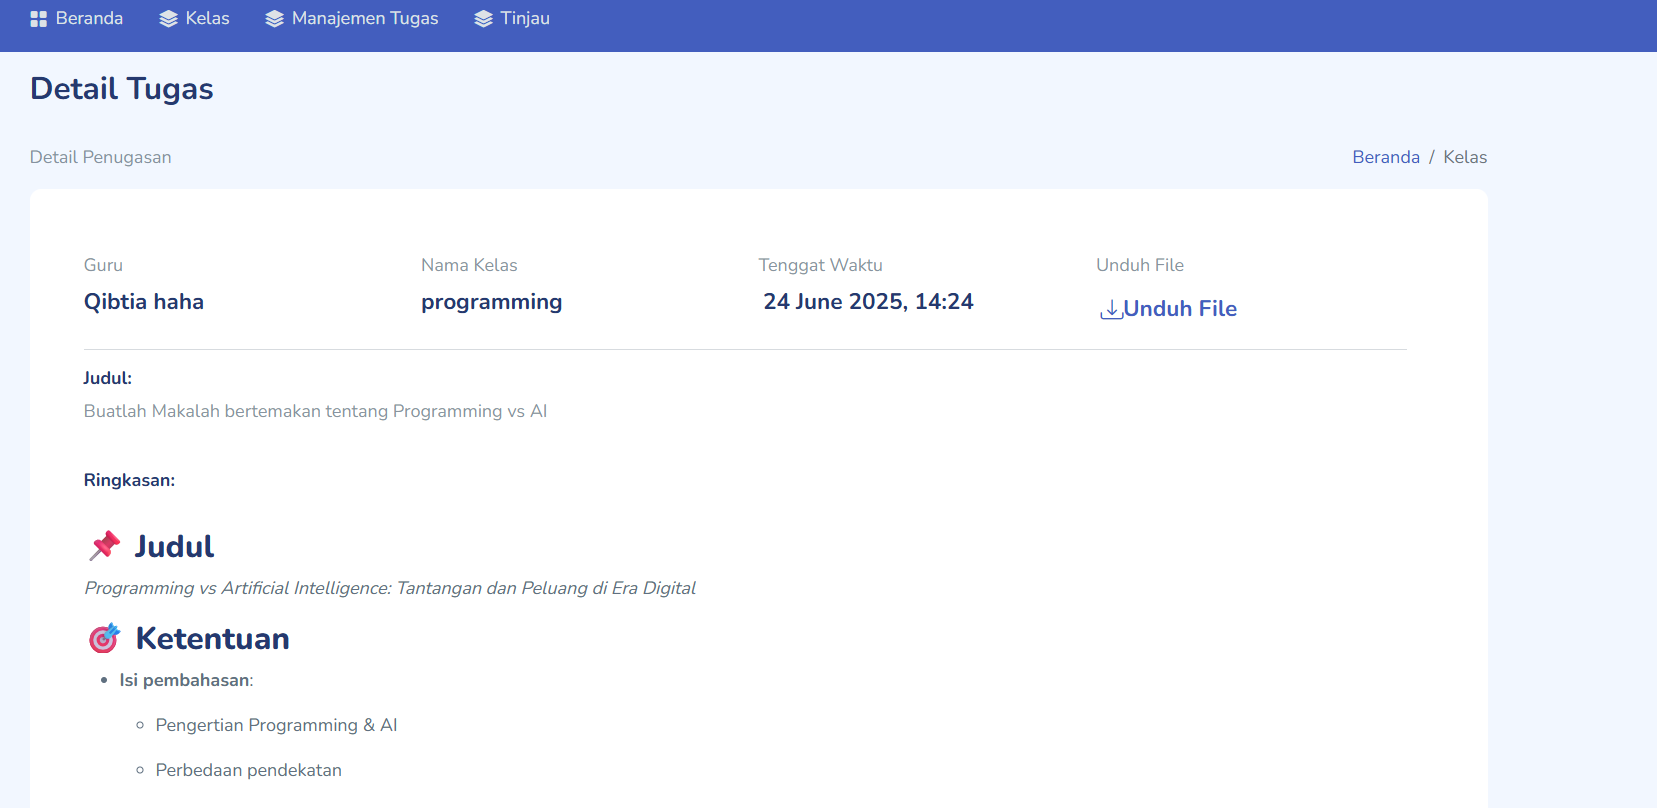 Beranda Kelas Manajemen Tugas Tinjau
Detail Tugas
Detail Penugasan
Beranda / Kelas
Guru
Qibtia haha
Nama Kelas
programming
Tenggat Waktu
24 June 2025, 14:24
Unduh File
Unduh File
Judul:
Buatlah Makalah bertemakan tentang Programming vs AI
Ringkasan:
📌 Judul
Programming vs Artificial Intelligence: Tantangan dan Peluang di Era Digital
🎯 Ketentuan
• Isi pembahasan:
◦ Pengertian Programming & AI
◦ Perbedaan pendekatan